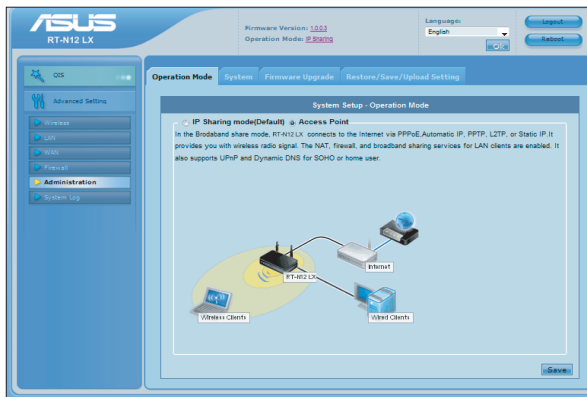 ASUS
RT-N12 LX
Firmware Version: 1.0.0.3
Operation Mode: IP Sharing
Language:
English
OK
Logout
Reboot
QIS
Advanced Setting
Wireless
LAN
WAN
Firewall
Administration
System Log
Operation Mode System Firmware Upgrade Restore/Save/Upload Setting
System Setup - Operation Mode
IP Sharing mode(Default) Access Point
In the Brodaband share mode, RT-N12 LX connects to the Internet via PPPoE,Automatic IP, PPTP, L2TP, or Static IP.It
provides you with wireless radio signal. The NAT, firewall, and broadband sharing services for LAN clients are enabled. It
also supports UPnP and Dynamic DNS for SOHO or home user.
Internet
RT-N12 LX
Wireless Clients
Wired Clients
Save